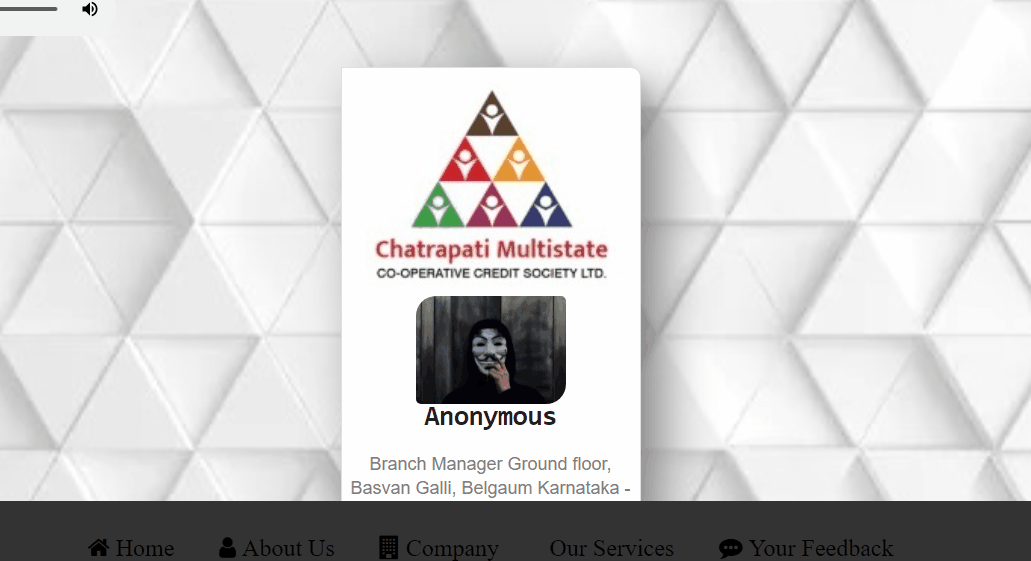 Chatrapati Multistate
CO-OPERATIVE CREDIT SOCIETY LTD.
Anonymous
Branch Manager Ground floor,
Basvan Galli, Belgaum Karnataka -
Home About Us Company Our Services Your Feedback